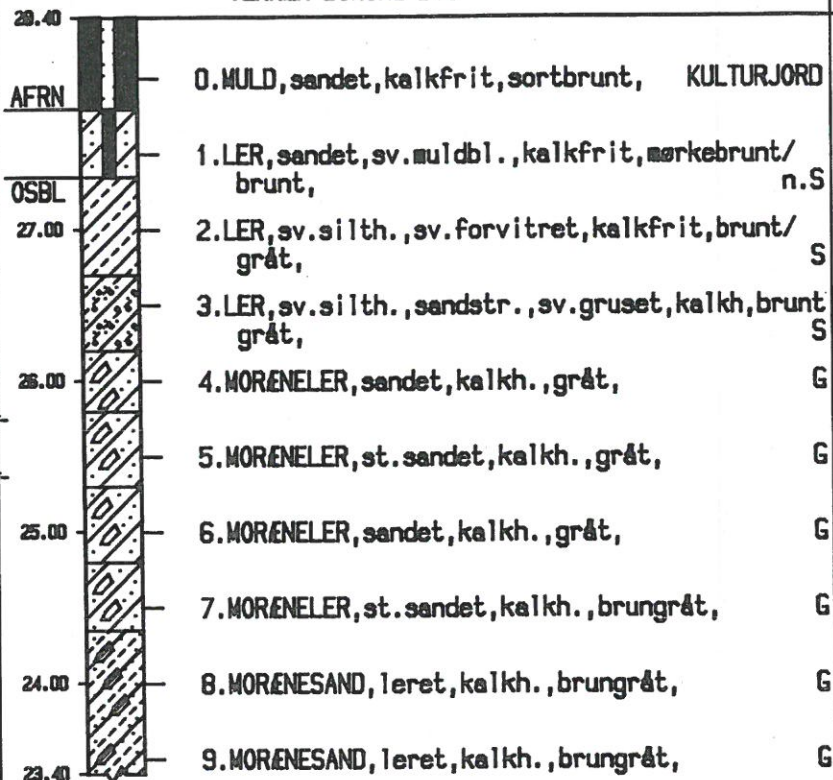 28.40
0.MULD,sandet,kalkfrit,sortbrunt, KULTURJORD
AFRN
1.LER,sandet,sv.muldbl.,kalkfrit,mørkebrunt/
brunt, n.S
OSBL
27.00 2.LER,sv.silth.,sv.forvitret,kalkfrit,brunt/
gråt, S
3.LER,sv.silth.,sandstr.,sv.gruset,kalkh,brunt
gråt, S
26.00 4.MORÆNELER,sandet,kalkh.,gråt, G
5.MORÆNELER,st.sandet,kalkh.,gråt, G
25.00 6.MORÆNELER,sandet,kalkh.,gråt, G
7.MORÆNELER,st.sandet,kalkh.,brungråt, G
24.00 8.MORÆNESAND,leret,kalkh.,brungråt, G
9.MORÆNESAND,leret,kalkh.,brungråt, G
23.40